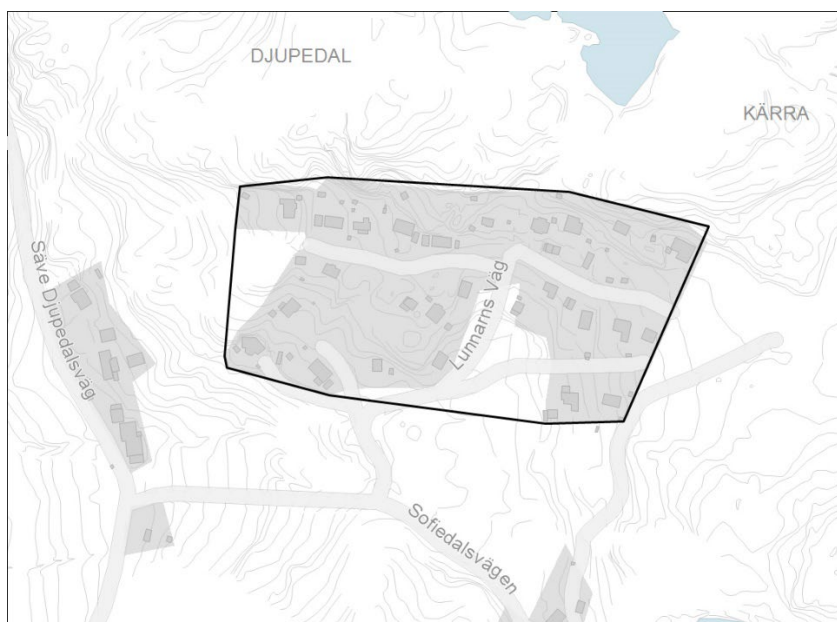 DJUPEDAL
KÄRRA
Säve Djupedalsväg
Lunnarns Väg
Sofiedalsvägen